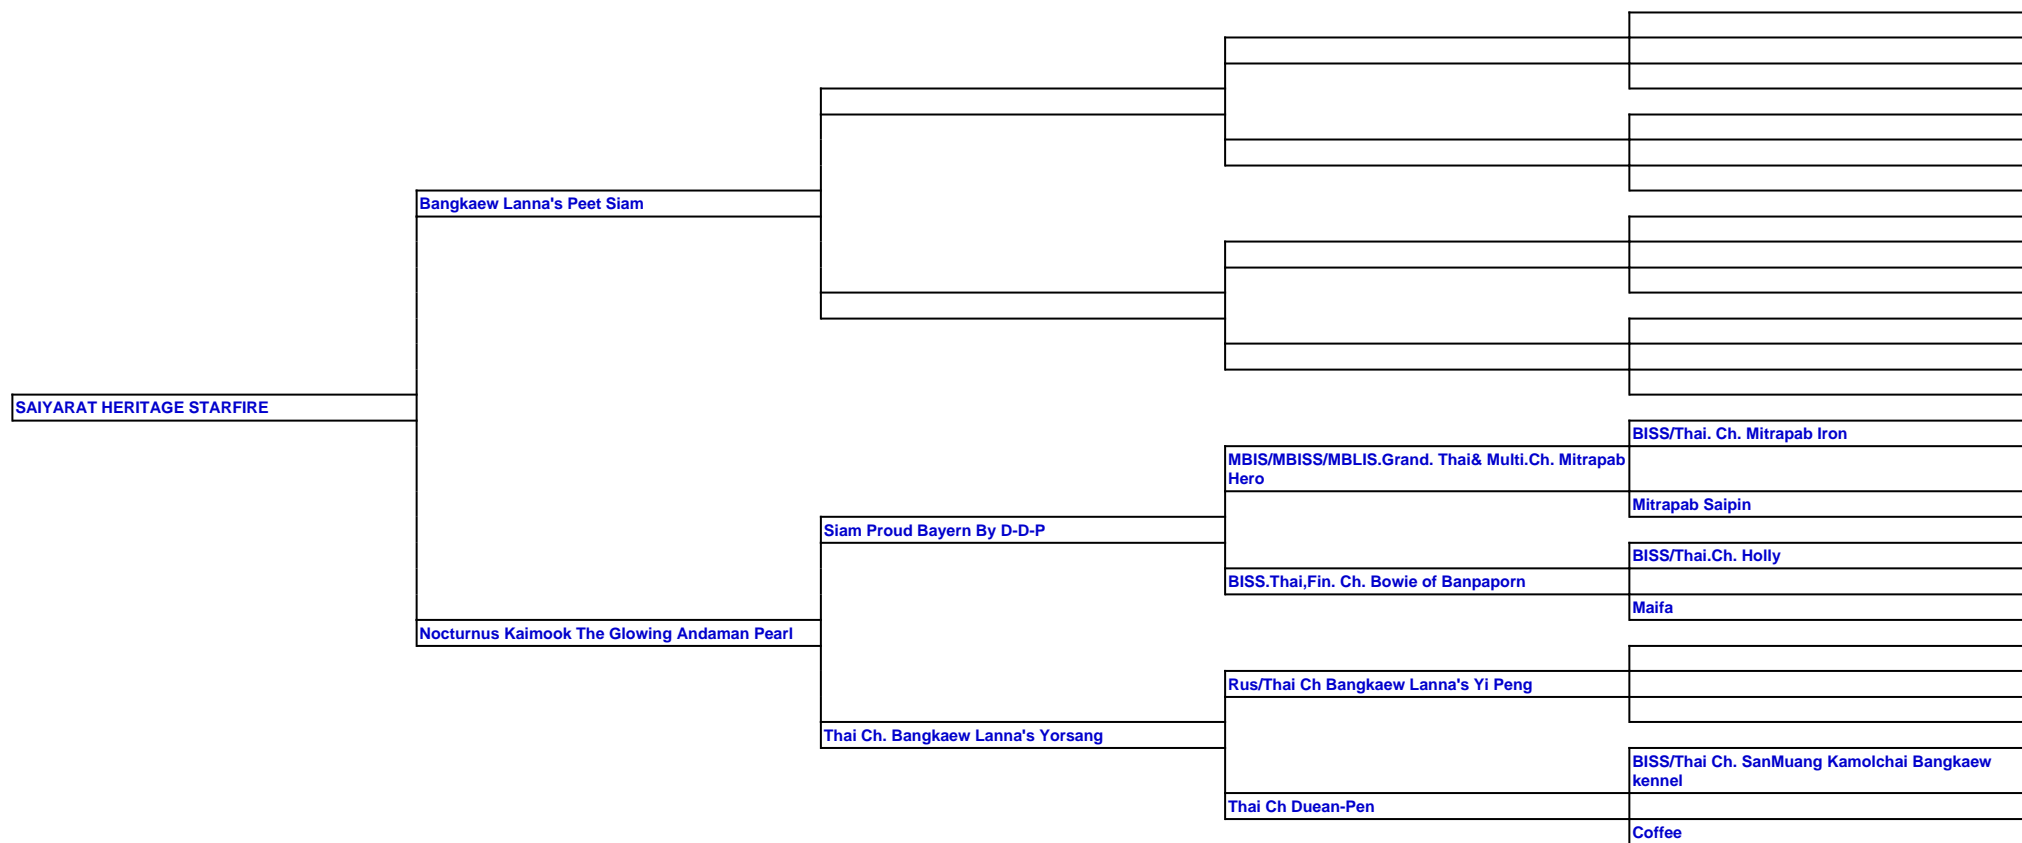 Bangkaew Lanna's Peet Siam
SAIYARAT HERITAGE STARFIRE
BISS/Thai. Ch. Mitrapab Iron
MBIS/MBISS/MBLIS.Grand. Thai& Multi.Ch. Mitrapab
Hero
Mitrapab Saipin
Siam Proud Bayern By D-D-P
BISS/Thai.Ch. Holly
BISS.Thai,Fin. Ch. Bowie of Banpaporn
Maifa
Nocturnus Kaimook The Glowing Andaman Pearl
Rus/Thai Ch Bangkaew Lanna's Yi Peng
Thai Ch. Bangkaew Lanna's Yorsang
BISS/Thai Ch. SanMuang Kamolchai Bangkaew
kennel
Thai Ch Duean-Pen
Coffee